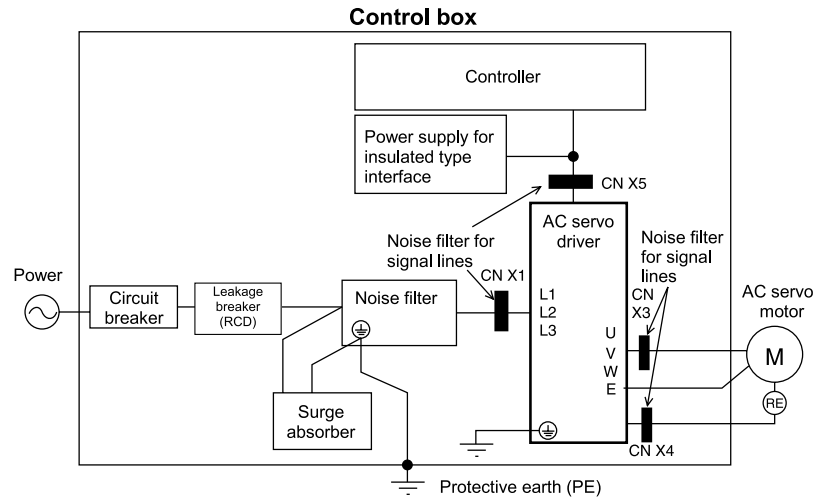 Control box
Controller
Power supply for
insulated type
interface
CN X5
AC servo
driver
Noise filter for
signal lines
CN X1
Noise filter
for signal
lines
Power
Circuit
breaker
Leakage
breaker
(RCD)
Noise filter
L1
L2
L3
CN
X3
U
V
W
E
AC servo
motor
M
RE
Surge
absorber
CN X4
Protective earth (PE)